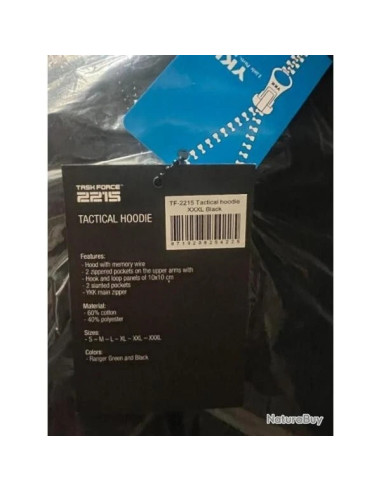 YKK
TASK FORCE
2215
TACTICAL HOODIE
TF-2215 Tactical hoodie
XXXL Black
Features:
- Hood with memory wire
- 2 zippered pockets on the upper arms with
- Hook and loop panels of 10x10 cm
- 2 slanted pockets
- YKK main zipper
Material:
- 60% cotton
- 40% polyester
Sizes:
- S – M – L – XL – XXL – XXXL
Colors:
- Ranger Green and Black
NaturaBuy